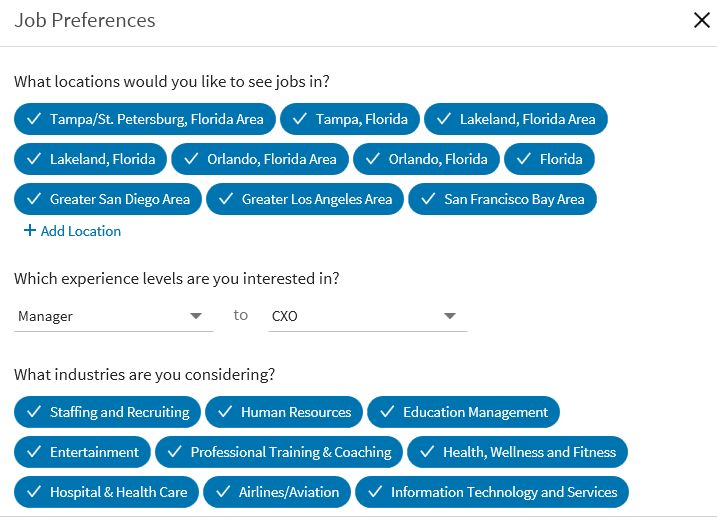 Job Preferences
What locations would you like to see jobs in?
Tampa/St. Petersburg, Florida Area Tampa, Florida Lakeland, Florida Area
Lakeland, Florida Orlando, Florida Area Orlando, Florida Florida
Greater San Diego Area Greater Los Angeles Area San Francisco Bay Area
+ Add Location
Which experience levels are you interested in?
Manager to CXO
What industries are you considering?
Staffing and Recruiting Human Resources Education Management
Entertainment Professional Training & Coaching Health, Wellness and Fitness
Hospital & Health Care Airlines/Aviation Information Technology and Services